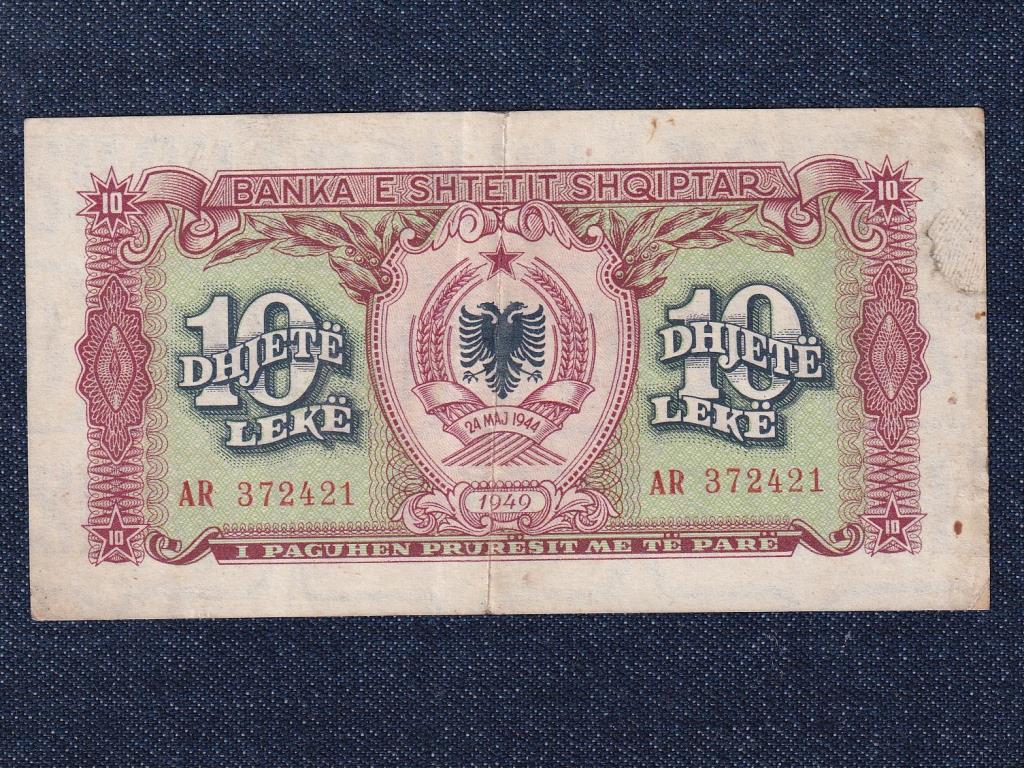 10 10
BANKA E SHTETIT SHQIPTAR
10 DHJETË LEKË
10 DHJETË LEKË
24 MAJ 1944
AR 372421
AR 372421
1949
10 10
I PAGUHEN PRURËSIT ME TË PARË